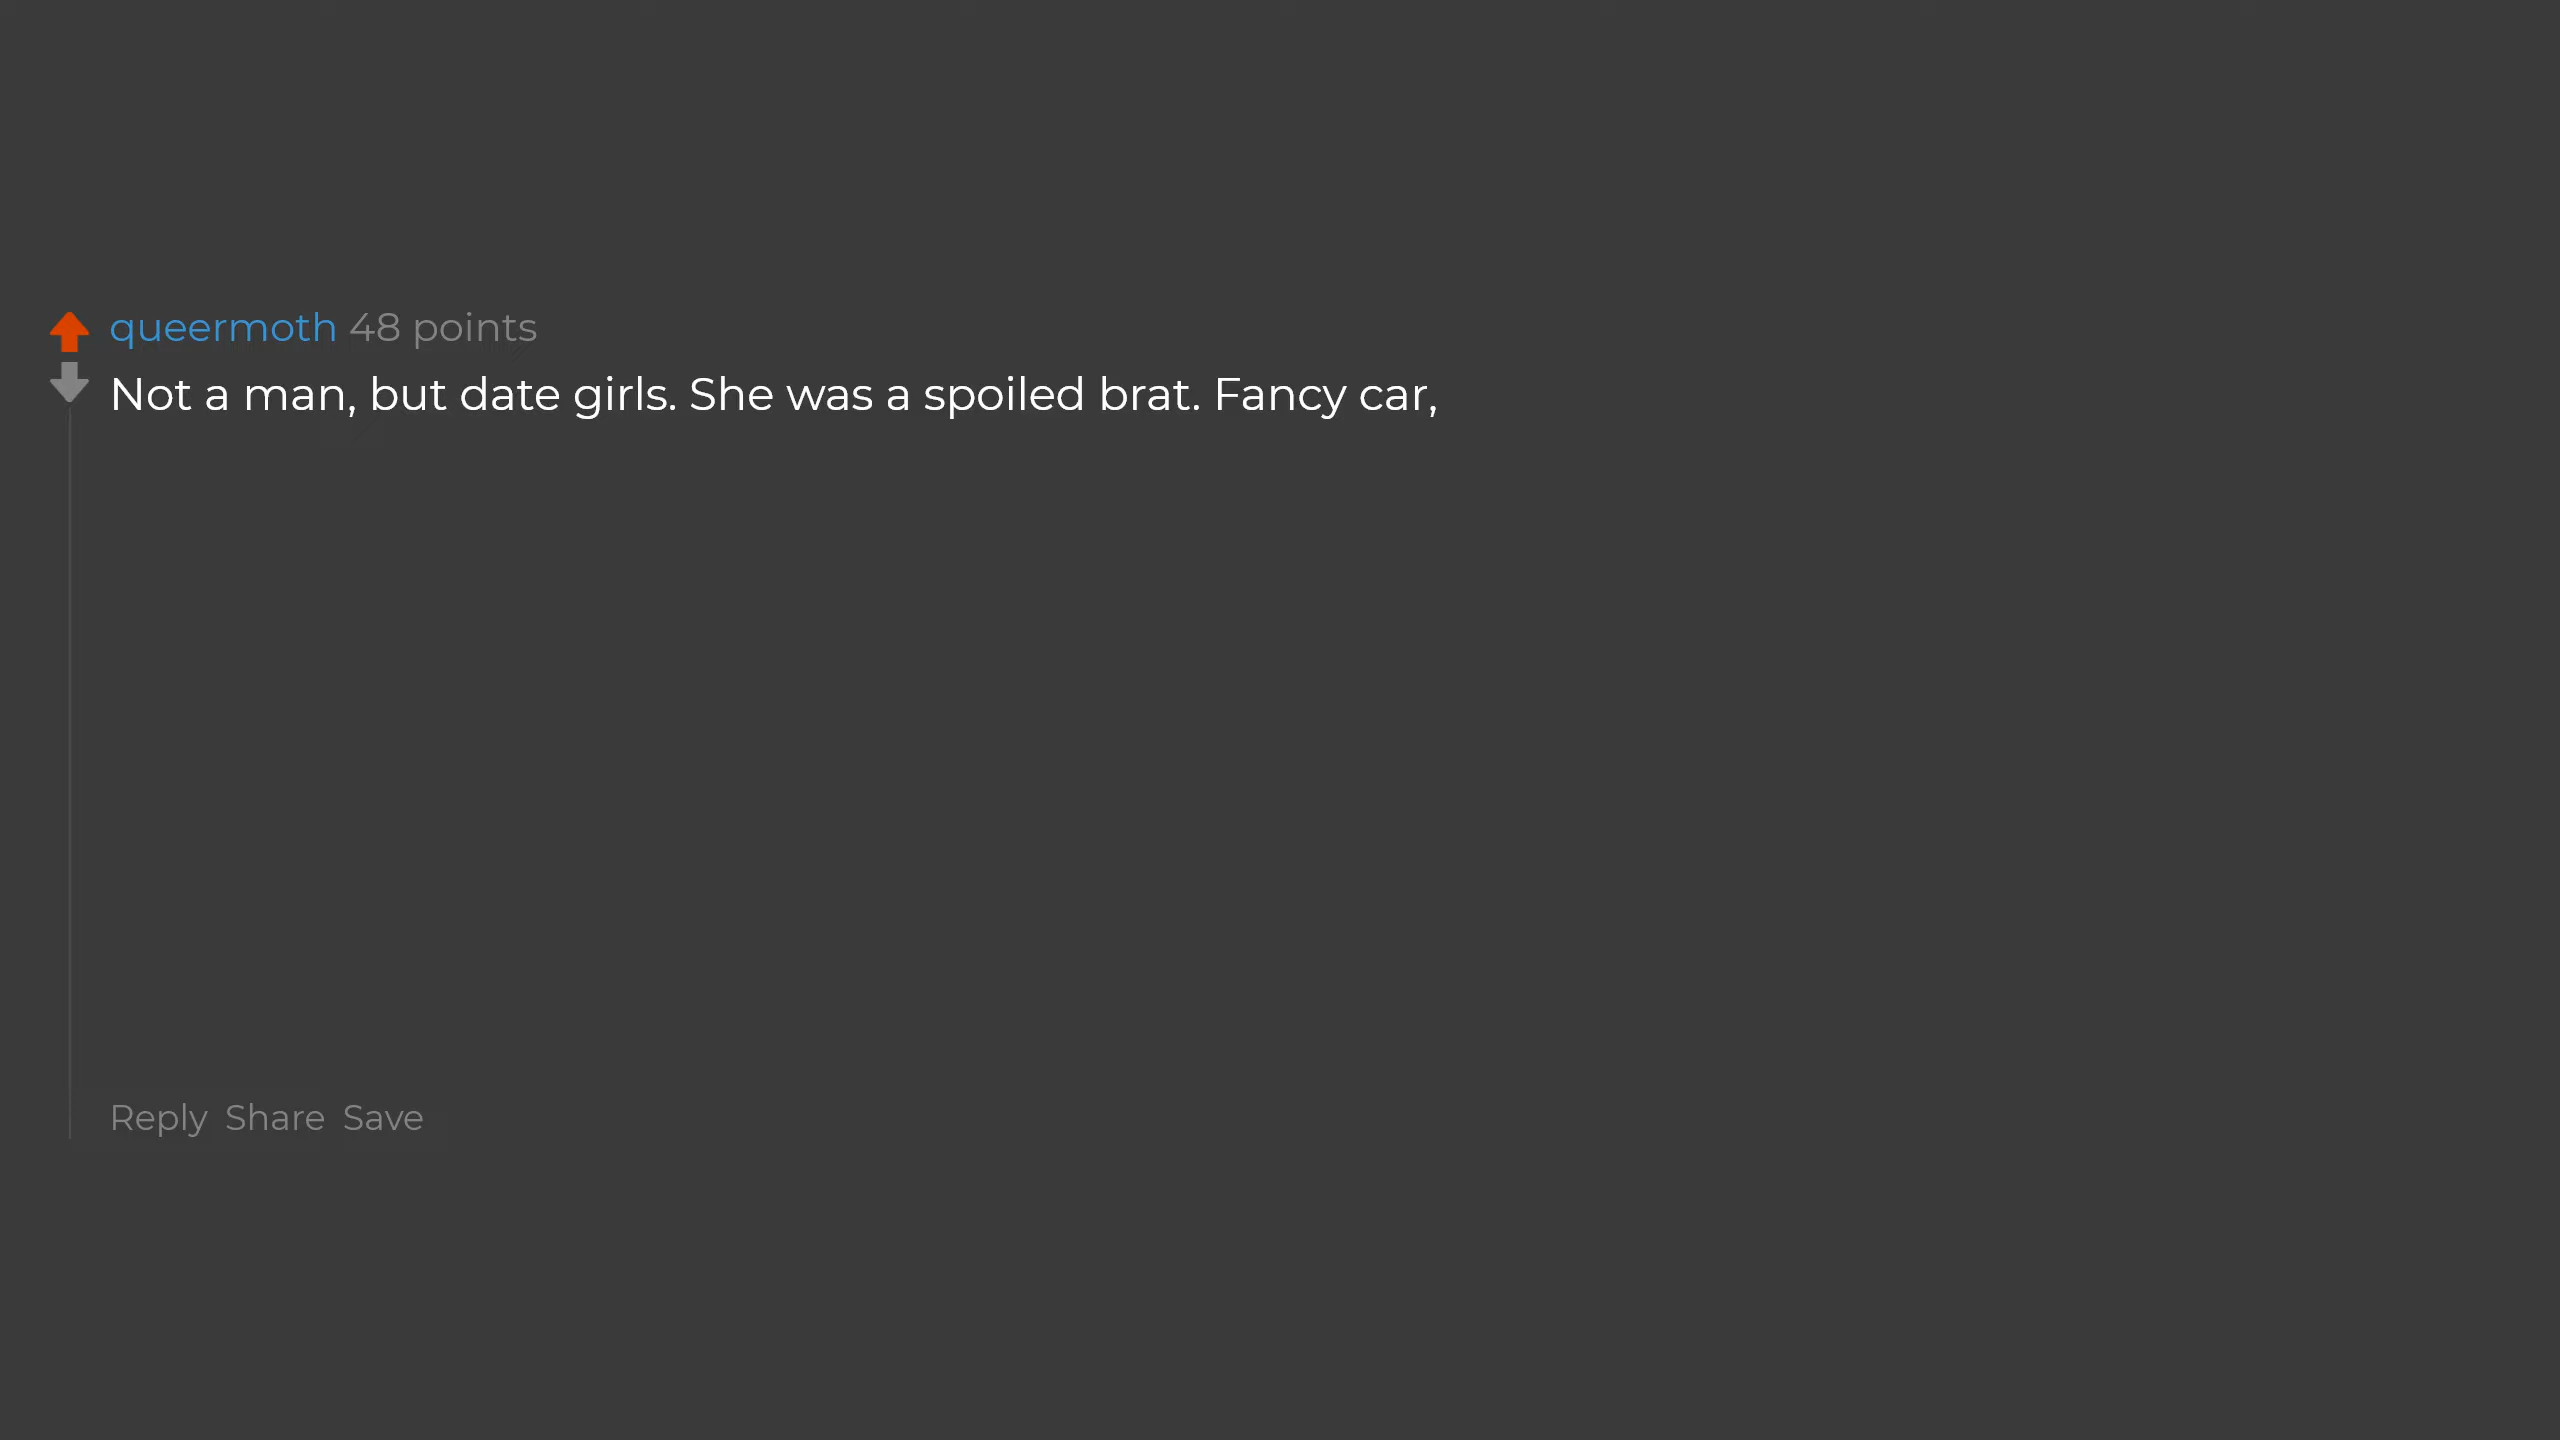 queermoth 48 points
Not a man, but date girls. She was a spoiled brat. Fancy car,
Reply Share Save